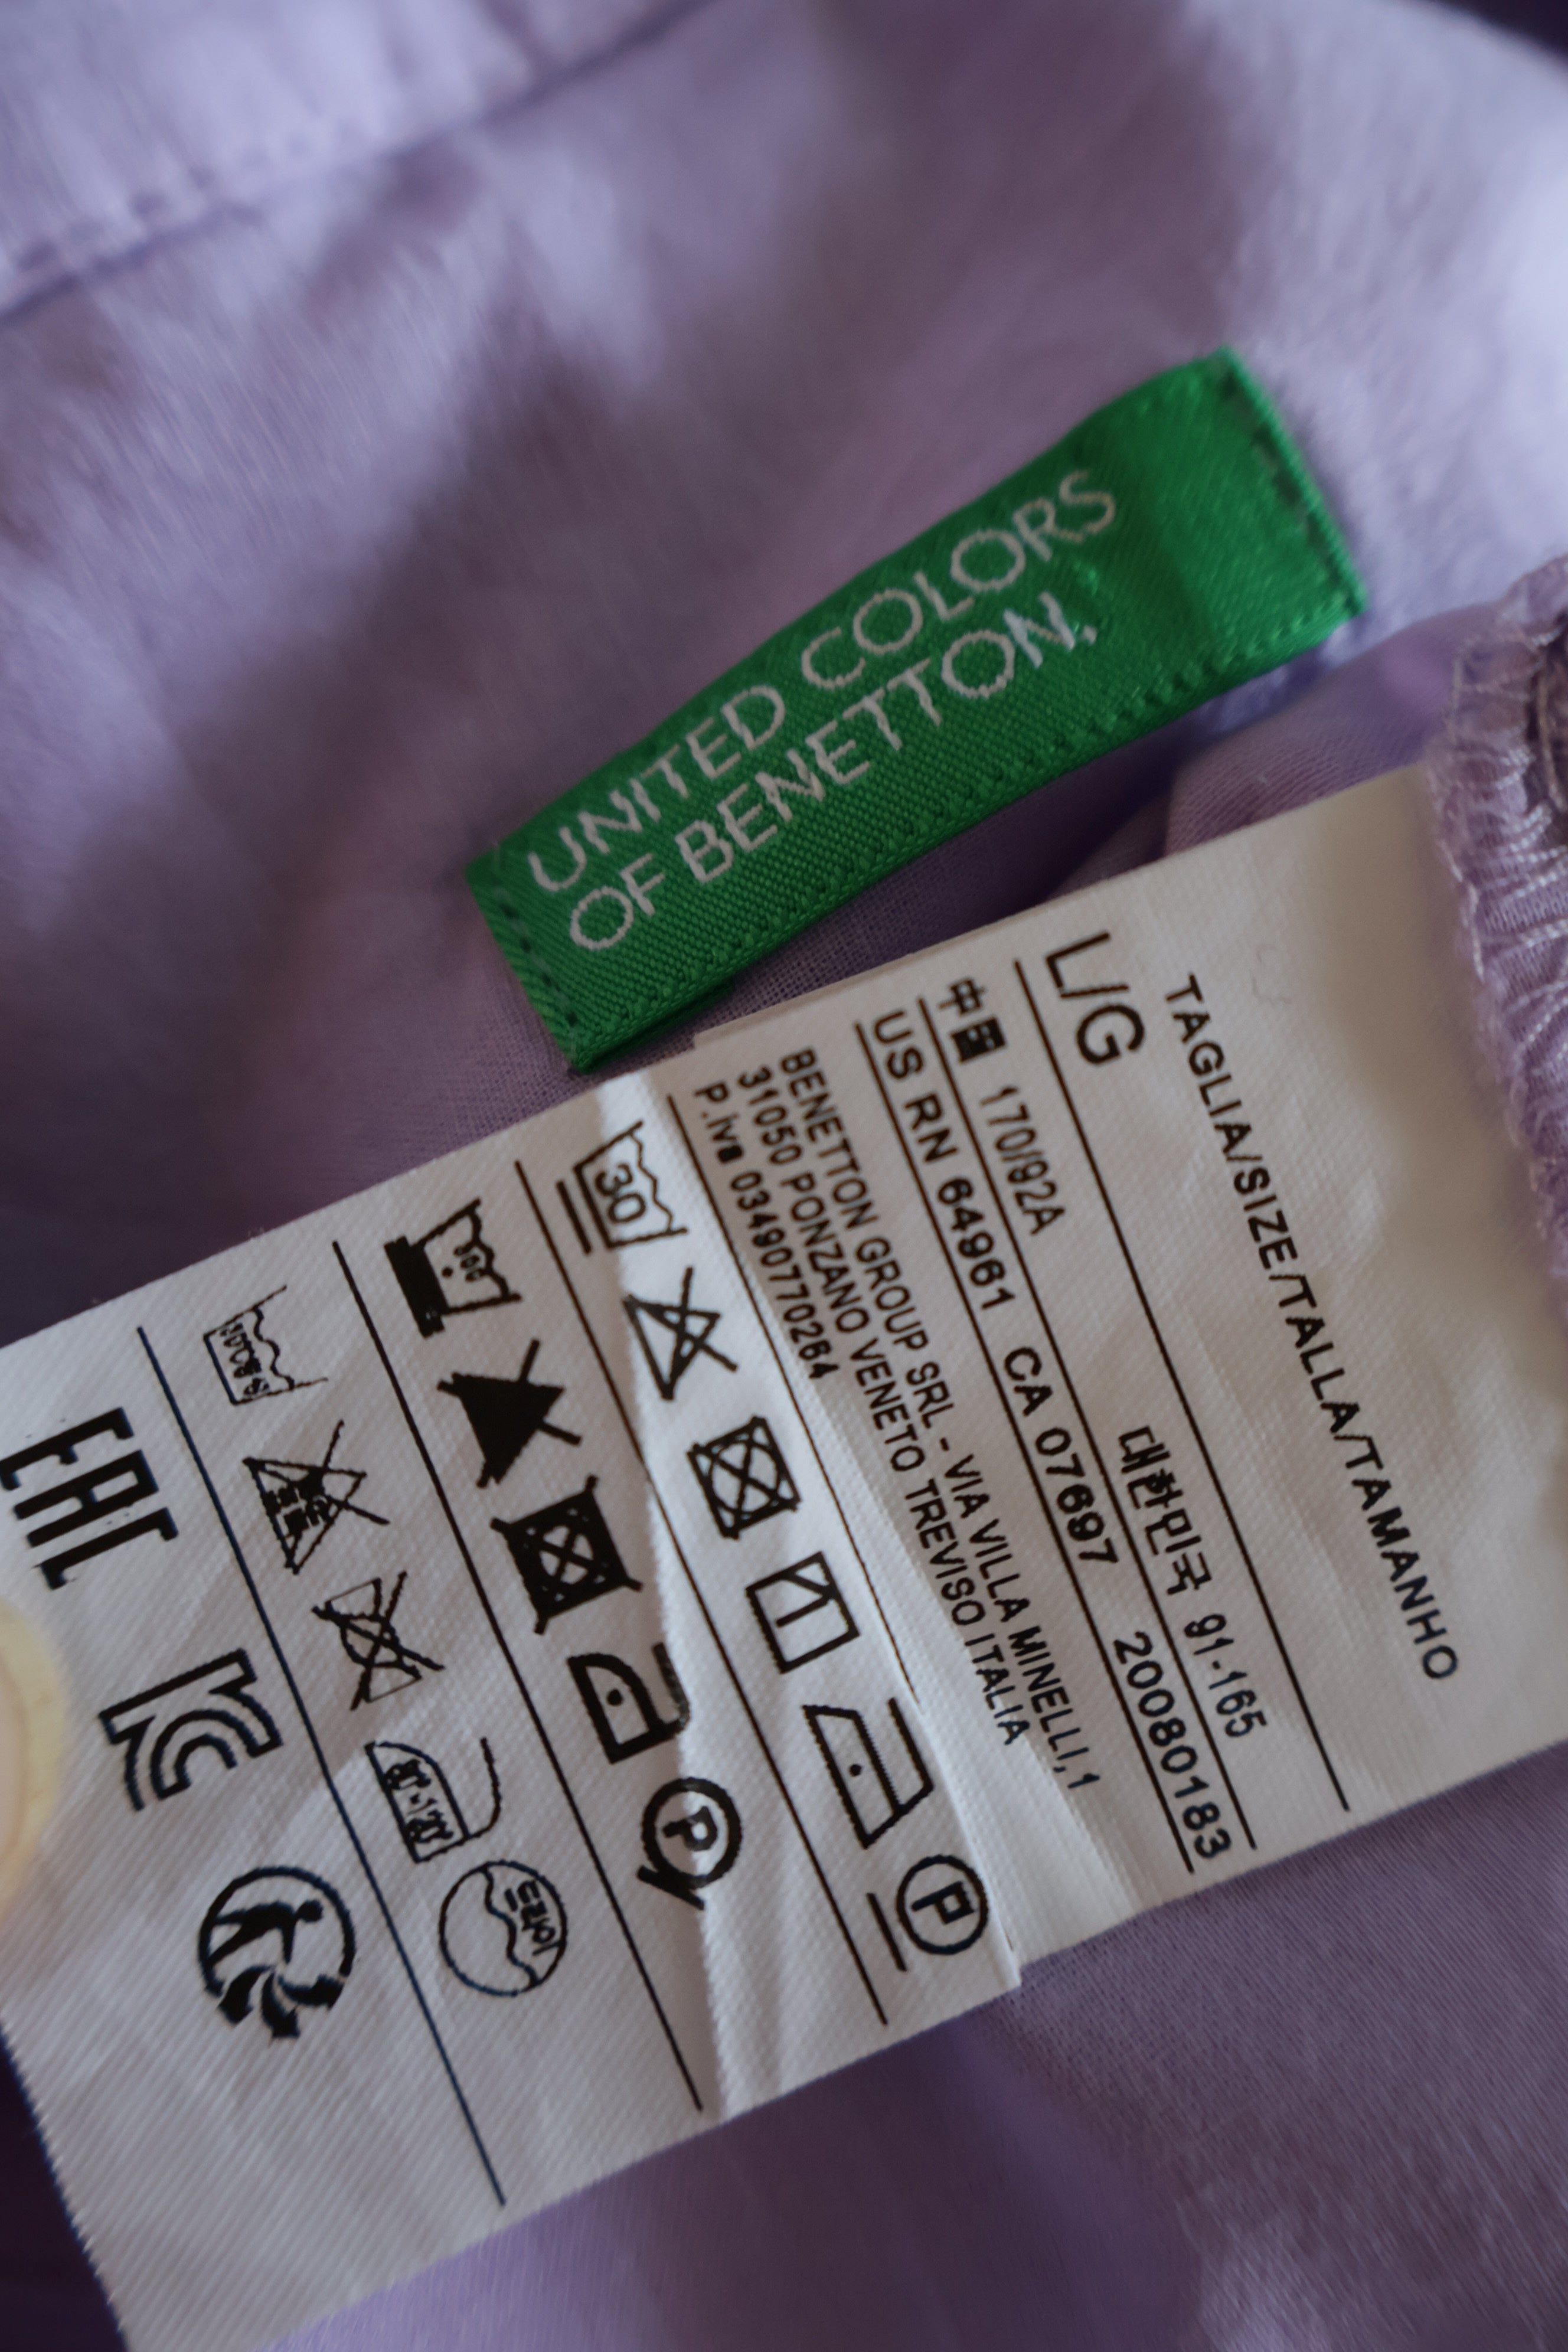 UNITED COLORS
OF BENETTON.
TAGLIA/SIZE/TALLA/TAMANHO
L/G
中国 170/92A 대한민국 91-165
US RN 64961 CA 07697 20080183
BENETTON GROUP SRL - VIA VILLA MINELLI, 1
31050 PONZANO VENETO TREVISO ITALIA
P.iva 03490770264
30
P
P
EAC